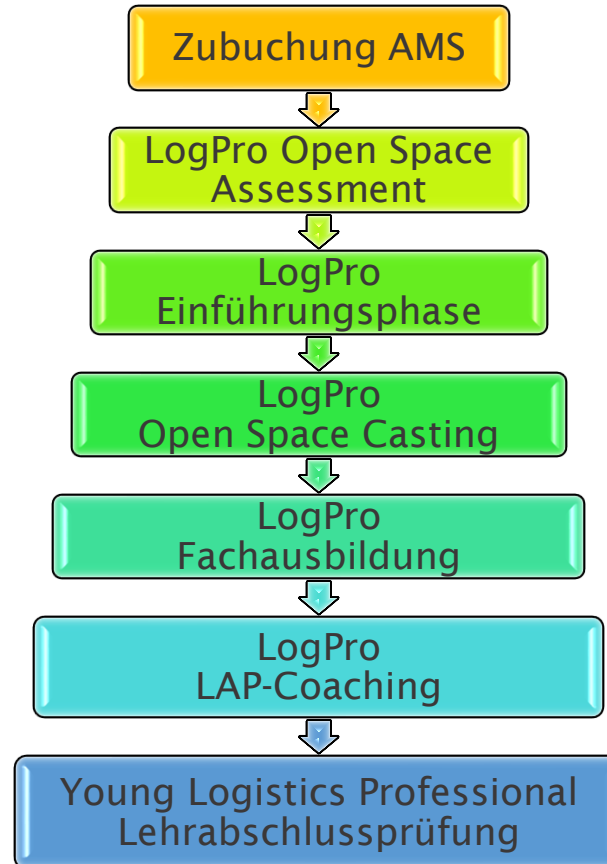 Zubuchung AMS
LogPro Open Space
Assessment
LogPro
Einführungsphase
LogPro
Open Space Casting
LogPro
Fachausbildung
LogPro
LAP-Coaching
Young Logistics Professional
Lehrabschlussprüfung